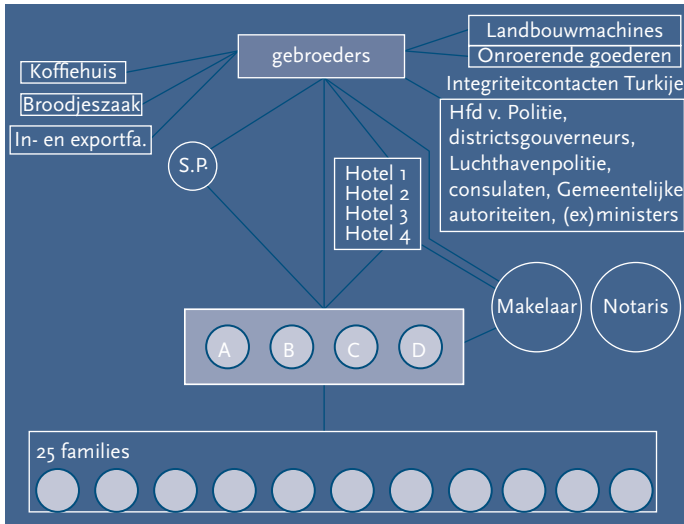 gebroeders
Landbouwmachines
Onroerende goederen
Integriteitcontacten Turkije
Hfd v. Politie,
districtsgouverneurs,
Luchthavenpolitie,
consulaten, Gemeentelijke
autoriteiten, (ex)ministers
Koffiehuis
Broodjeszaak
In- en exportfa.
S.P.
Hotel 1
Hotel 2
Hotel 3
Hotel 4
Makelaar
Notaris
A
B
C
D
25 families